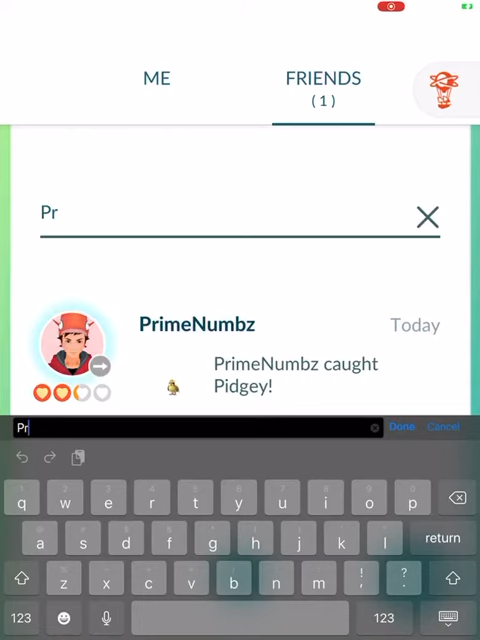 ME
FRIENDS
( 1 )
Pr
PrimeNumbz
Today
PrimeNumbz caught
Pidgey!
Pr
Done
Cancel
q w e r t y u i o p
a s d f g h j k l return
z x c v b n m ! , ? .
123
123